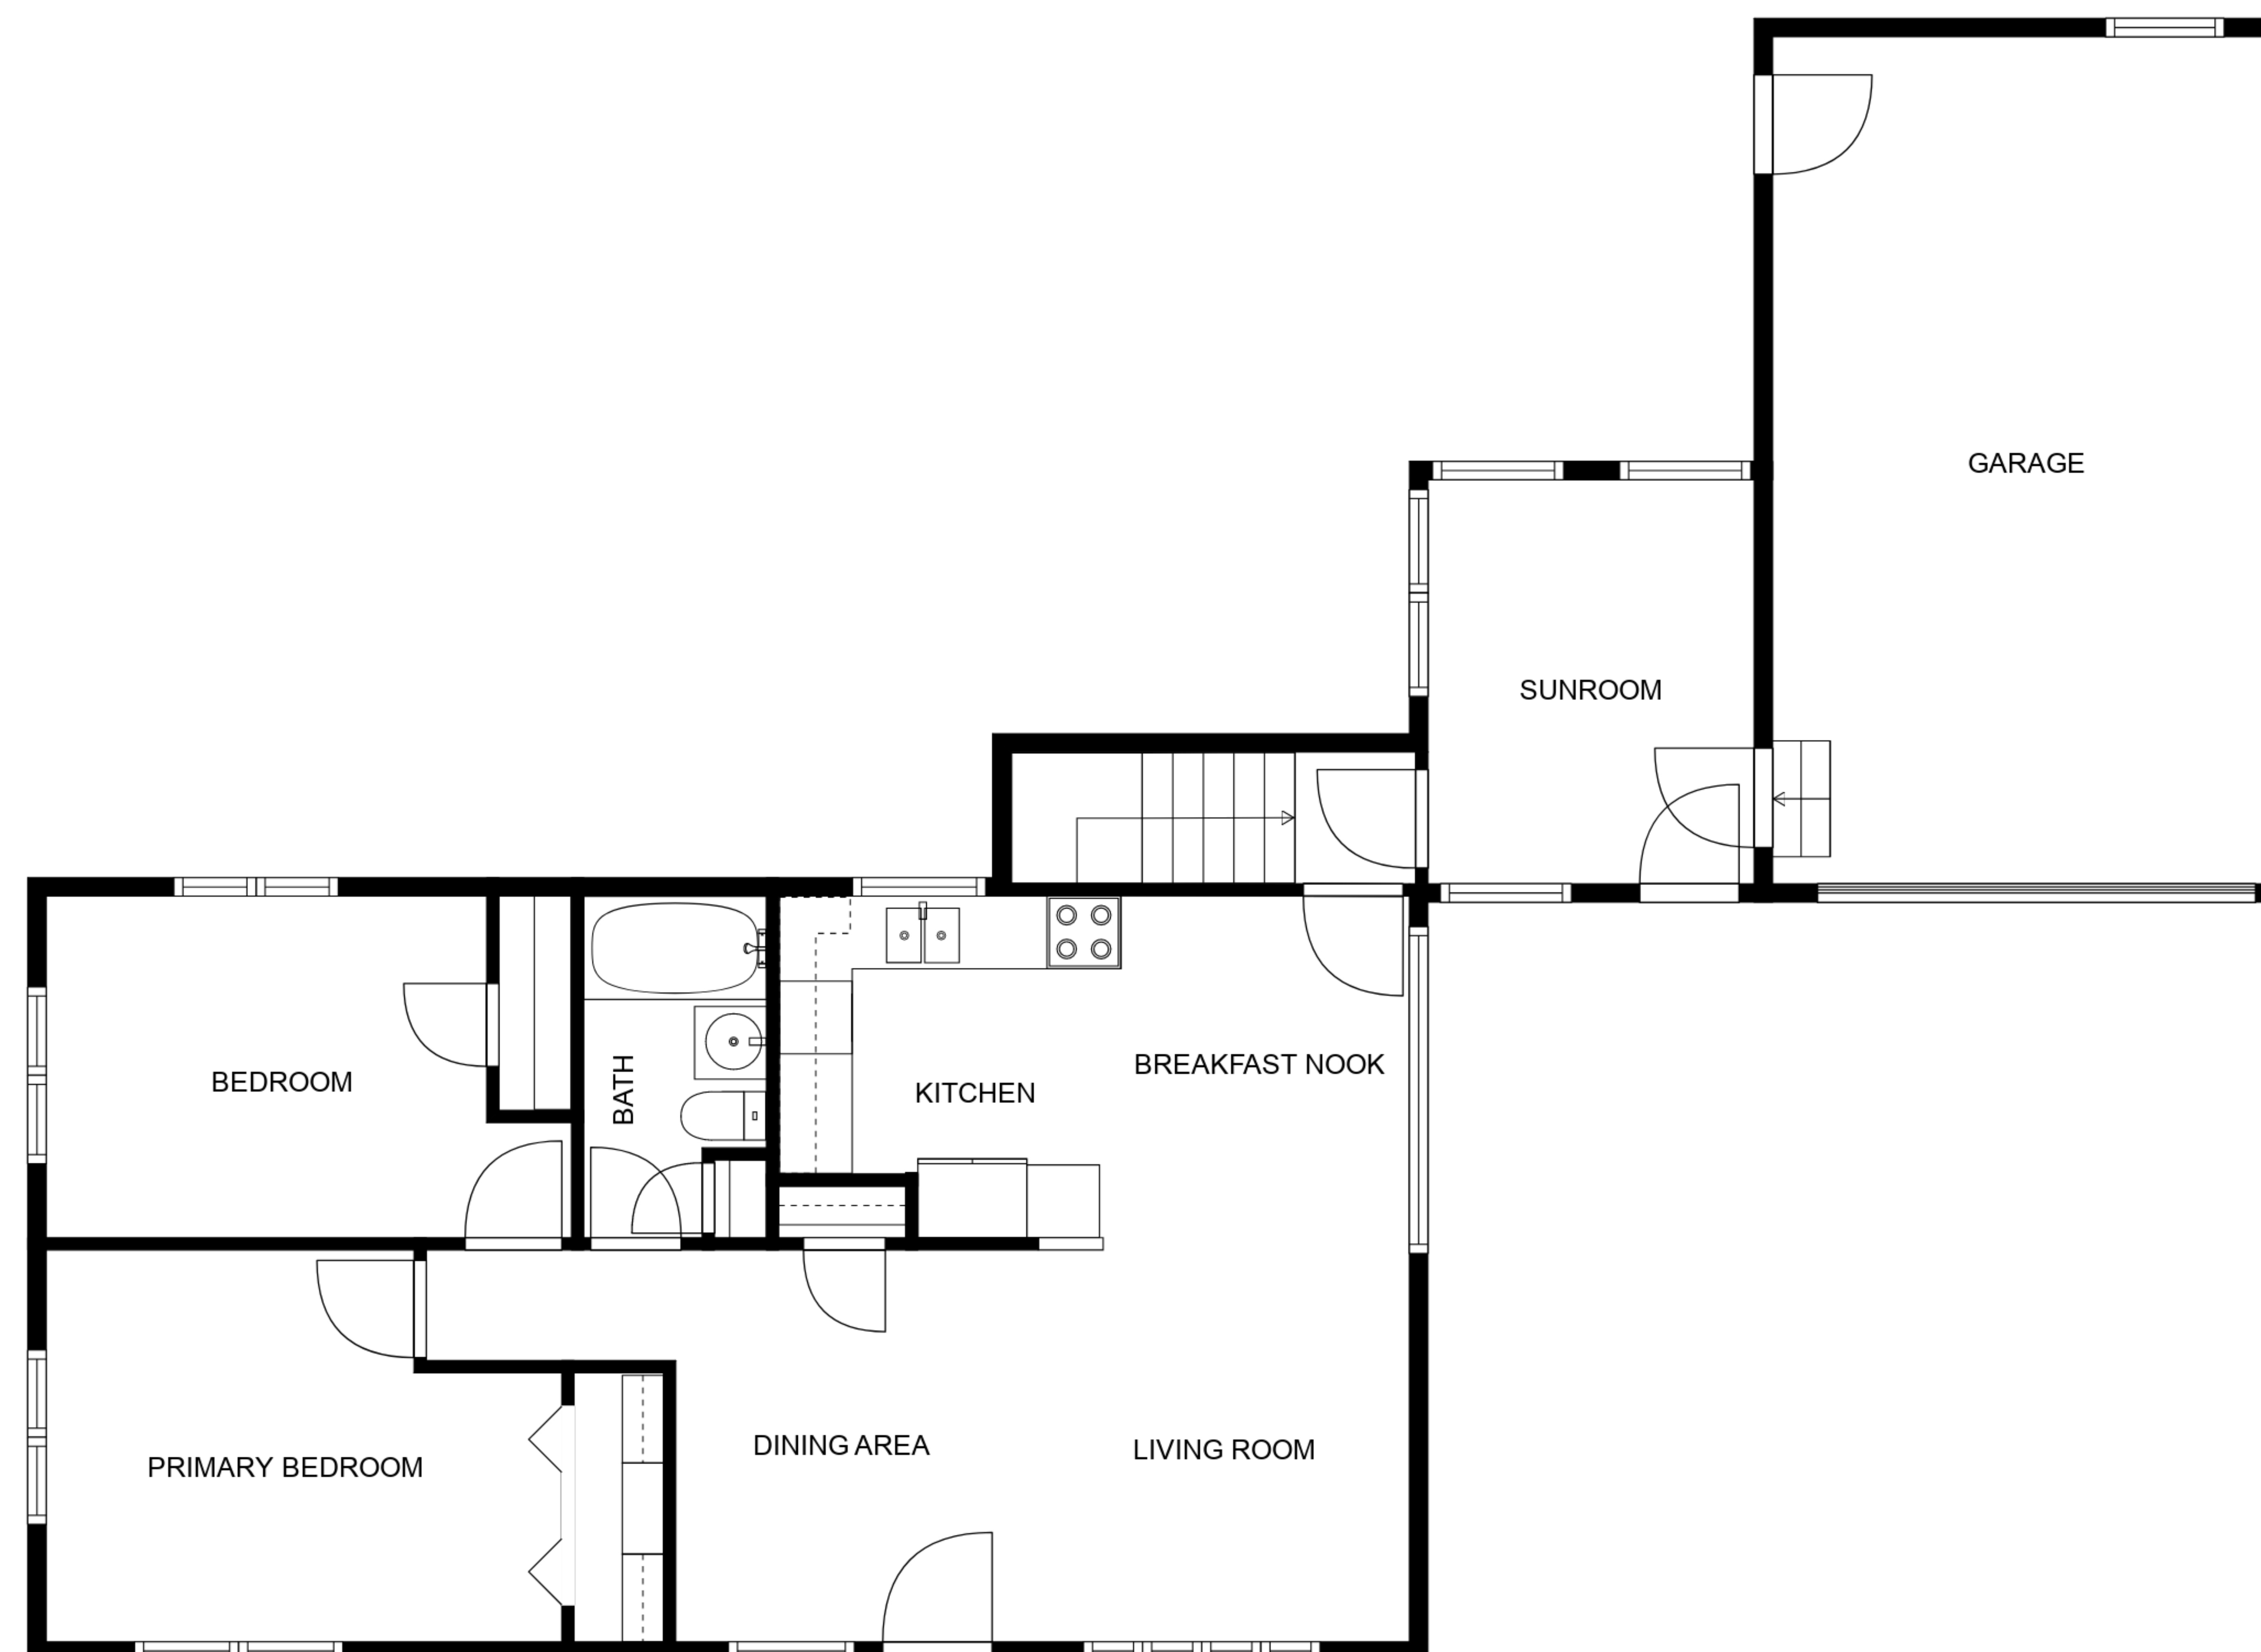 GARAGE
SUNROOM
BREAKFAST NOOK
BEDROOM
BATH
KITCHEN
DINING AREA
LIVING ROOM
PRIMARY BEDROOM